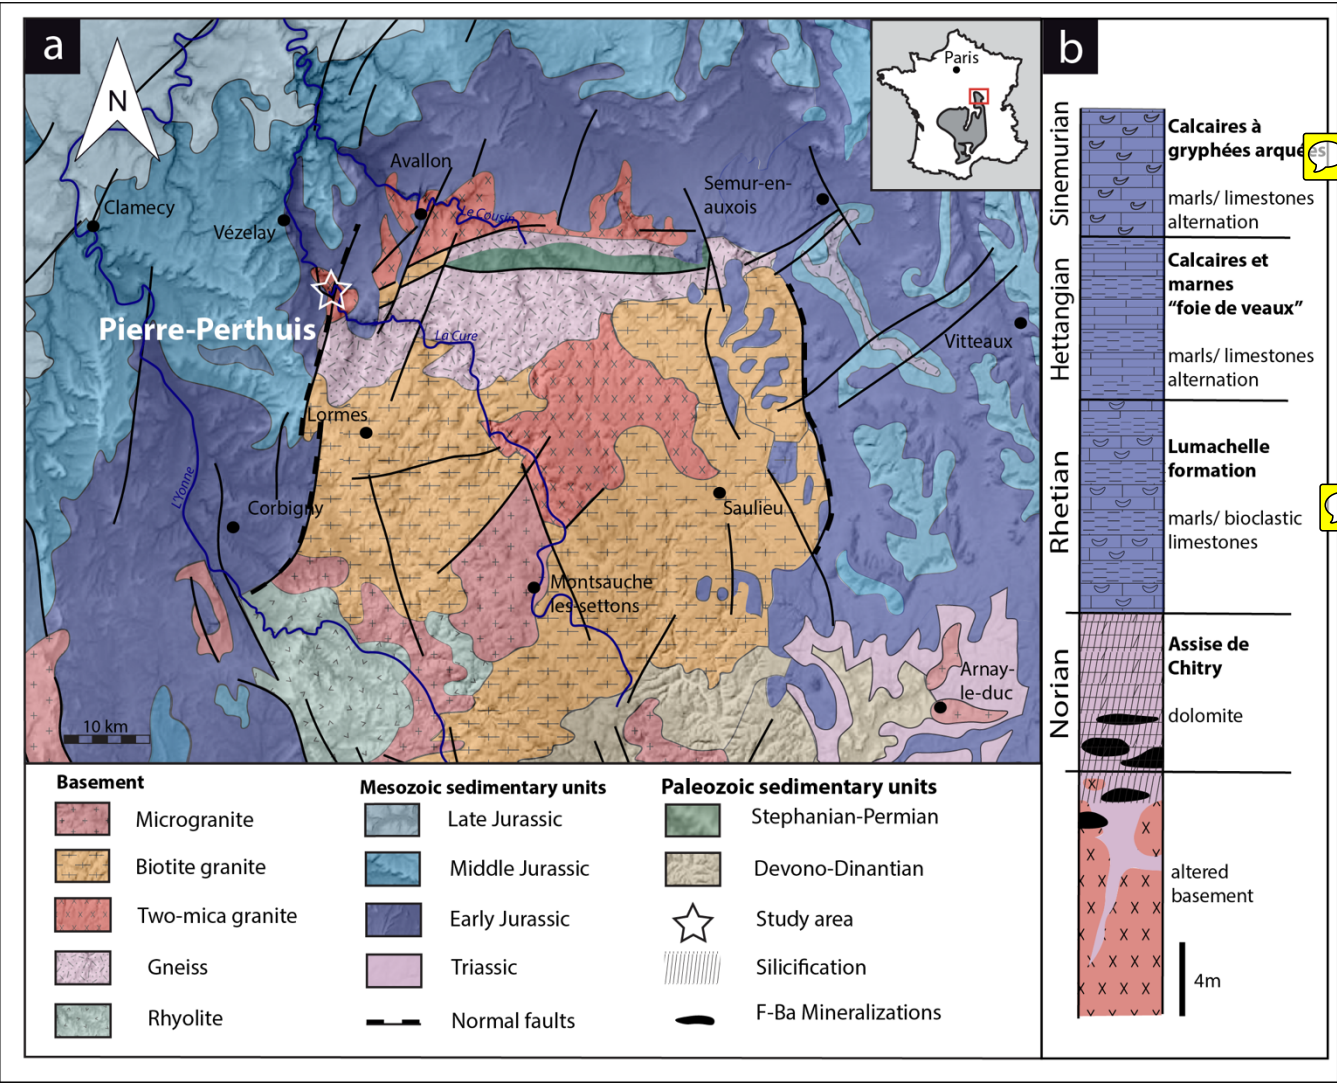 a
N
Paris
b
Avallon
Le Cousin
Semur-en-
auxois
Clamecy
Vézelay
Pierre-Perthuis
La Cure
Vitteaux
Lormes
L'Yonne
Corbigny
Saulieu
Montsauche
les-settons
Arnay-
le-duc
10 km
Basement
Microgranite
Biotite granite
Two-mica granite
Gneiss
Rhyolite
Mesozoic sedimentary units
Late Jurassic
Middle Jurassic
Early Jurassic
Triassic
Normal faults
Paleozoic sedimentary units
Stephanian-Permian
Devono-Dinantian
Study area
Silicification
F-Ba Mineralizations
Sinemurian
Calcaires à
gryphées arquées
marls/ limestones
alternation
Hettangian
Calcaires et
marnes
“foie de veaux”
marls/ limestones
alternation
Rhetian
Lumachelle
formation
marls/ bioclastic
limestones
Norian
Assise de
Chitry
dolomite
altered
basement
4m